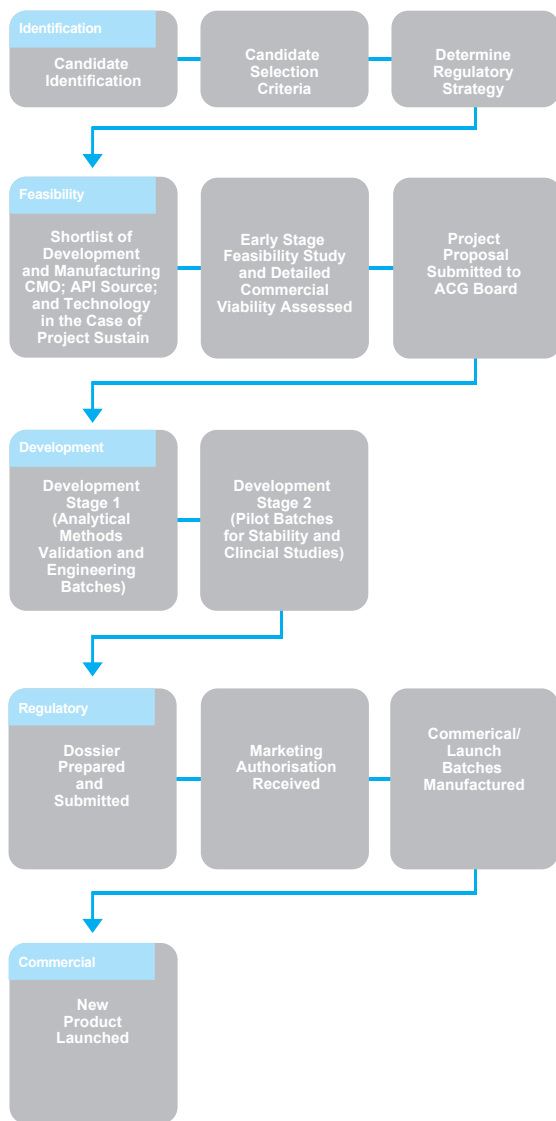 Identification
Candidate
Identification
Candidate
Selection
Criteria
Determine
Regulatory
Strategy
Feasibility
Shortlist of
Development
and Manufacturing
CMO; API Source;
and Technology
in the Case of
Project Sustain
Early Stage
Feasibility Study
and Detailed
Commercial
Viability Assessed
Project
Proposal
Submitted to
ACG Board
Development
Development
Stage 1
(Analytical
Methods
Validation and
Engineering
Batches)
Development
Stage 2
(Pilot Batches
for Stability and
Clincial Studies)
Regulatory
Dossier
Prepared
and
Submitted
Marketing
Authorisation
Received
Commerical/
Launch
Batches
Manufactured
Commercial
New
Product
Launched